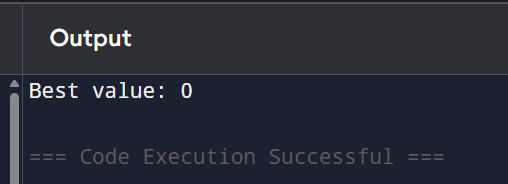 Output
Best value: 0
=== Code Execution Successful ===